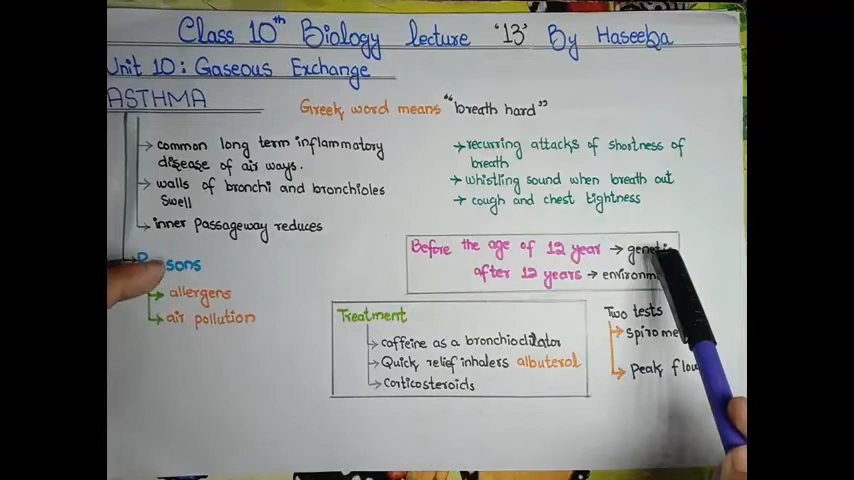 Class 10th Biology lecture '13' By Haseeba
Unit 10: Gaseous Exchange
ASTHMA
Greek word means "breath hard"
→ common long term inflammatory
disease of air ways.
→ walls of bronchi and bronchioles
swell
→ inner passageway reduces
→ recurring attacks of shortness of
breath
→ whistling sound when breath out
→ cough and chest tightness
Before the age of 12 year →
after 12 years →
→ allergens
→ air pollution
Treatment
→ caffeine as a bronchiodilator
→ Quick relief inhalers albuterol
→ Corticosteroids
Two tests
→
→ Peak